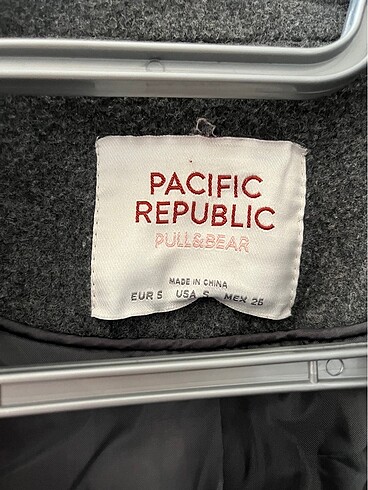 PACIFIC
REPUBLIC
PULL&BEAR
MADE IN CHINA
EUR S USA S MEX 26